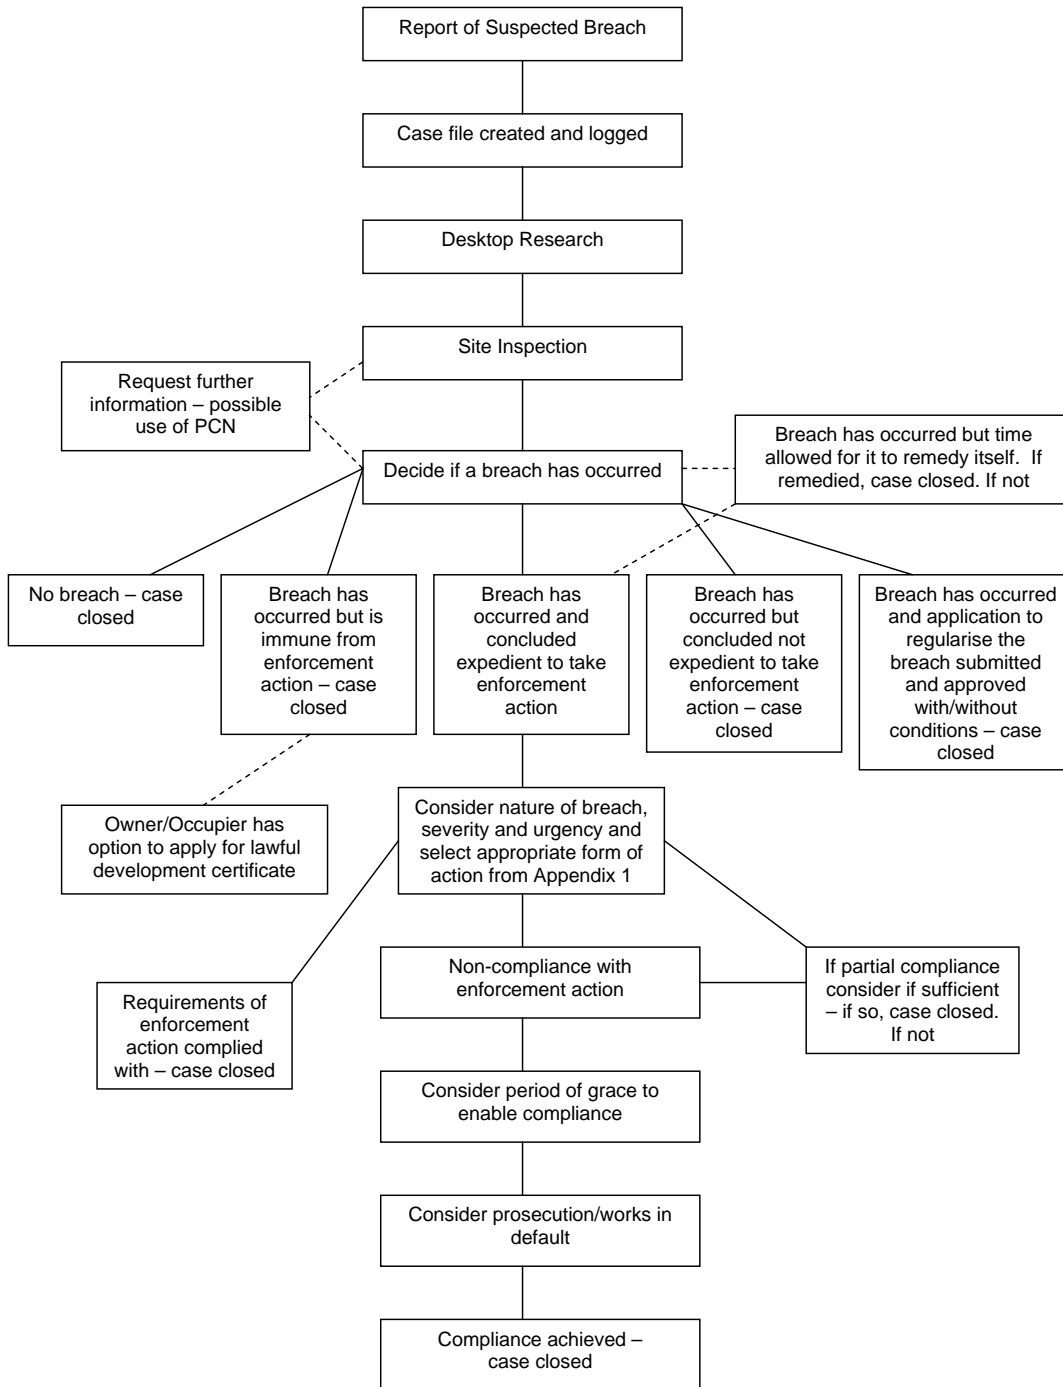 Report of Suspected Breach
Case file created and logged
Desktop Research
Site Inspection
Request further
information – possible
use of PCN
Decide if a breach has occurred
Breach has occurred but time
allowed for it to remedy itself.  If
remedied, case closed. If not
No breach – case
closed
Breach has
occurred but is
immune from
enforcement
action – case
closed
Breach has
occurred and
concluded
expedient to take
enforcement
action
Breach has
occurred but
concluded not
expedient to take
enforcement
action – case
closed
Breach has occurred
and application to
regularise the
breach submitted
and approved
with/without
conditions – case
closed
Owner/Occupier has
option to apply for lawful
development certificate
Consider nature of breach,
severity and urgency and
select appropriate form of
action from Appendix 1
Requirements of
enforcement
action complied
with – case closed
Non-compliance with
enforcement action
If partial compliance
consider if sufficient
– if so, case closed.
If not
Consider period of grace to
enable compliance
Consider prosecution/works in
default
Compliance achieved –
case closed